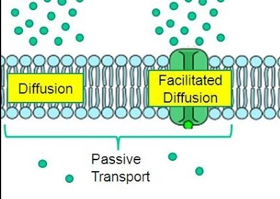 Diffusion
Facilitated
Diffusion
Passive
Transport